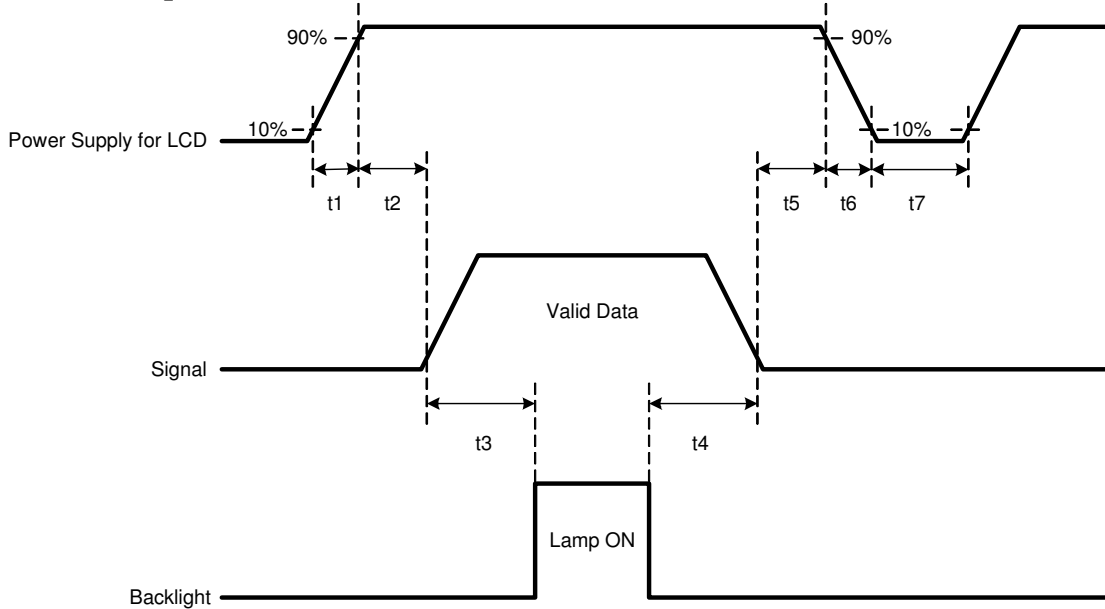 90%
90%
10%
10%
Power Supply for LCD
t1
t2
t5
t6
t7
Valid Data
Signal
t3
t4
Lamp ON
Backlight